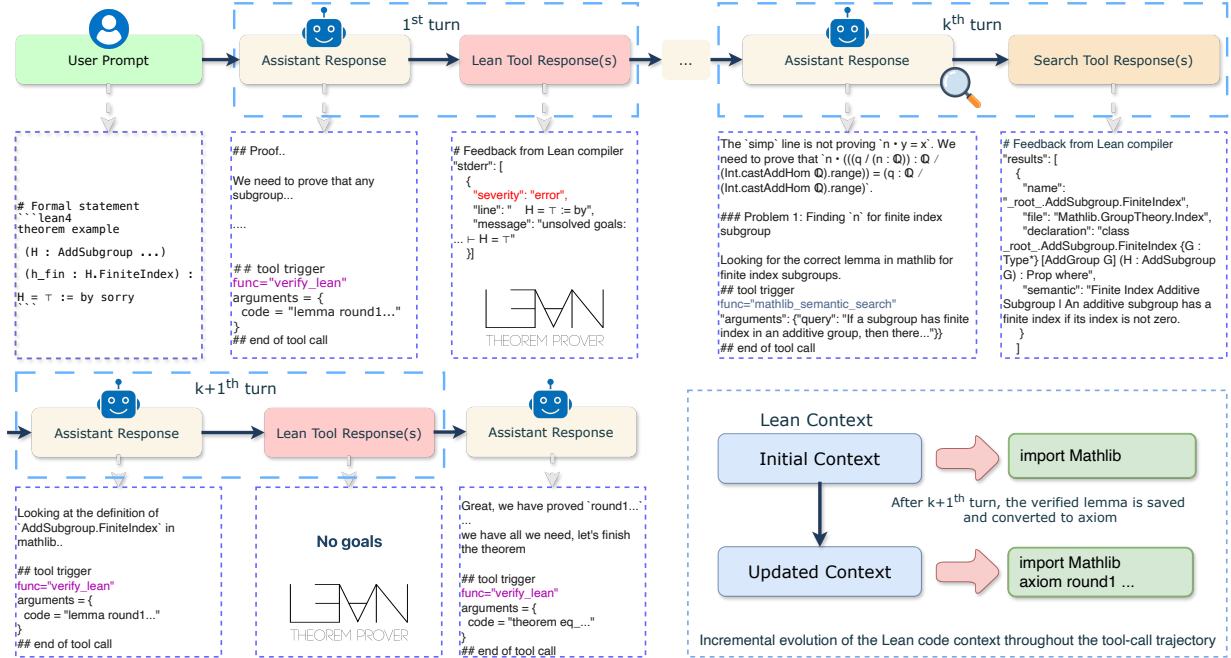 1st turn
kth turn
User Prompt
Assistant Response
Lean Tool Response(s)
...
Assistant Response
Search Tool Response(s)
# Formal statement
```lean4
theorem example
(H : AddSubgroup ...)
(h_fin : H.FiniteIndex) :
H = ⊤ := by sorry
```
## Proof..
We need to prove that any
subgroup...
....
## tool trigger
func="verify_lean"
arguments = {
code = "lemma round1..."
}
## end of tool call
# Feedback from Lean compiler
"stderr": [
{
"severity": "error",
"line": "    H = ⊤ := by",
"message": "unsolved goals:
... ⊢ H = ⊤"
}]
LEAN
THEOREM PROVER
The `simp` line is not proving `n • y = x`. We
need to prove that `n • (((q / (n : ℚ)) : ℚ ⧸
(Int.castAddHom ℚ).range)) = (q : ℚ ⧸
(Int.castAddHom ℚ).range)`.
### Problem 1: Finding `n` for finite index
subgroup
Looking for the correct lemma in mathlib for
finite index subgroups.
## tool trigger
func="mathlib_semantic_search"
"arguments": {"query": "If a subgroup has finite
index in an additive group, then there..."}}
## end of tool call
# Feedback from Lean compiler
"results": [
{
"name":
"_root_.AddSubgroup.FiniteIndex",
"file": "Mathlib.GroupTheory.Index",
"declaration": "class
_root_.AddSubgroup.FiniteIndex {G :
Type*} [AddGroup G] (H : AddSubgroup
G) : Prop where",
"semantic": "Finite Index Additive
Subgroup | An additive subgroup has a
finite index if its index is not zero.
}
]
k+1th turn
Assistant Response
Lean Tool Response(s)
Assistant Response
Looking at the definition of
`AddSubgroup.FiniteIndex` in
mathlib..
## tool trigger
func="verify_lean"
arguments = {
code = "lemma round1..."
}
## end of tool call
No goals
LEAN
THEOREM PROVER
Great, we have proved `round1...`
...
we have all we need, let's finish
the theorem
## tool trigger
func="verify_lean"
arguments = {
code = "theorem eq_..."
}
## end of tool call
Lean Context
Initial Context
import Mathlib
After k+1th turn, the verified lemma is saved
and converted to axiom
Updated Context
import Mathlib
axiom round1 ...
Incremental evolution of the Lean code context throughout the tool-call trajectory